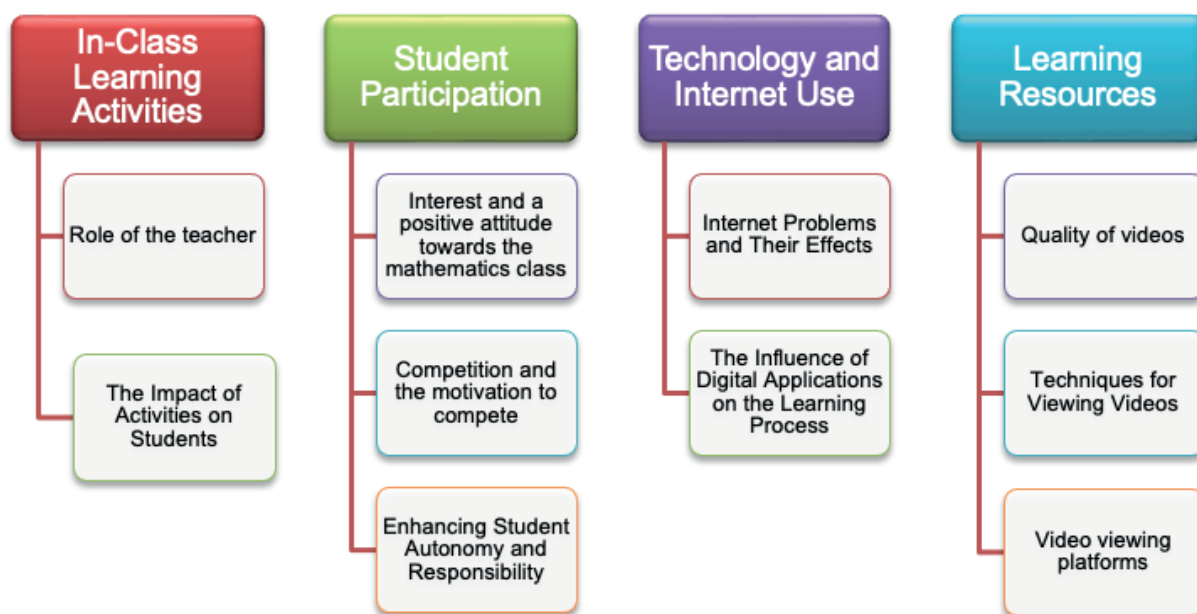 In-Class
Learning
Activities
Role of the teacher
The Impact of
Activities on
Students
Student
Participation
Interest and a
positive attitude
towards the
mathematics class
Competition and
the motivation to
compete
Enhancing Student
Autonomy and
Responsibility
Technology and
Internet Use
Internet Problems
and Their Effects
The Influence of
Digital Applications
on the Learning
Process
Learning
Resources
Quality of videos
Techniques for
Viewing Videos
Video viewing
platforms